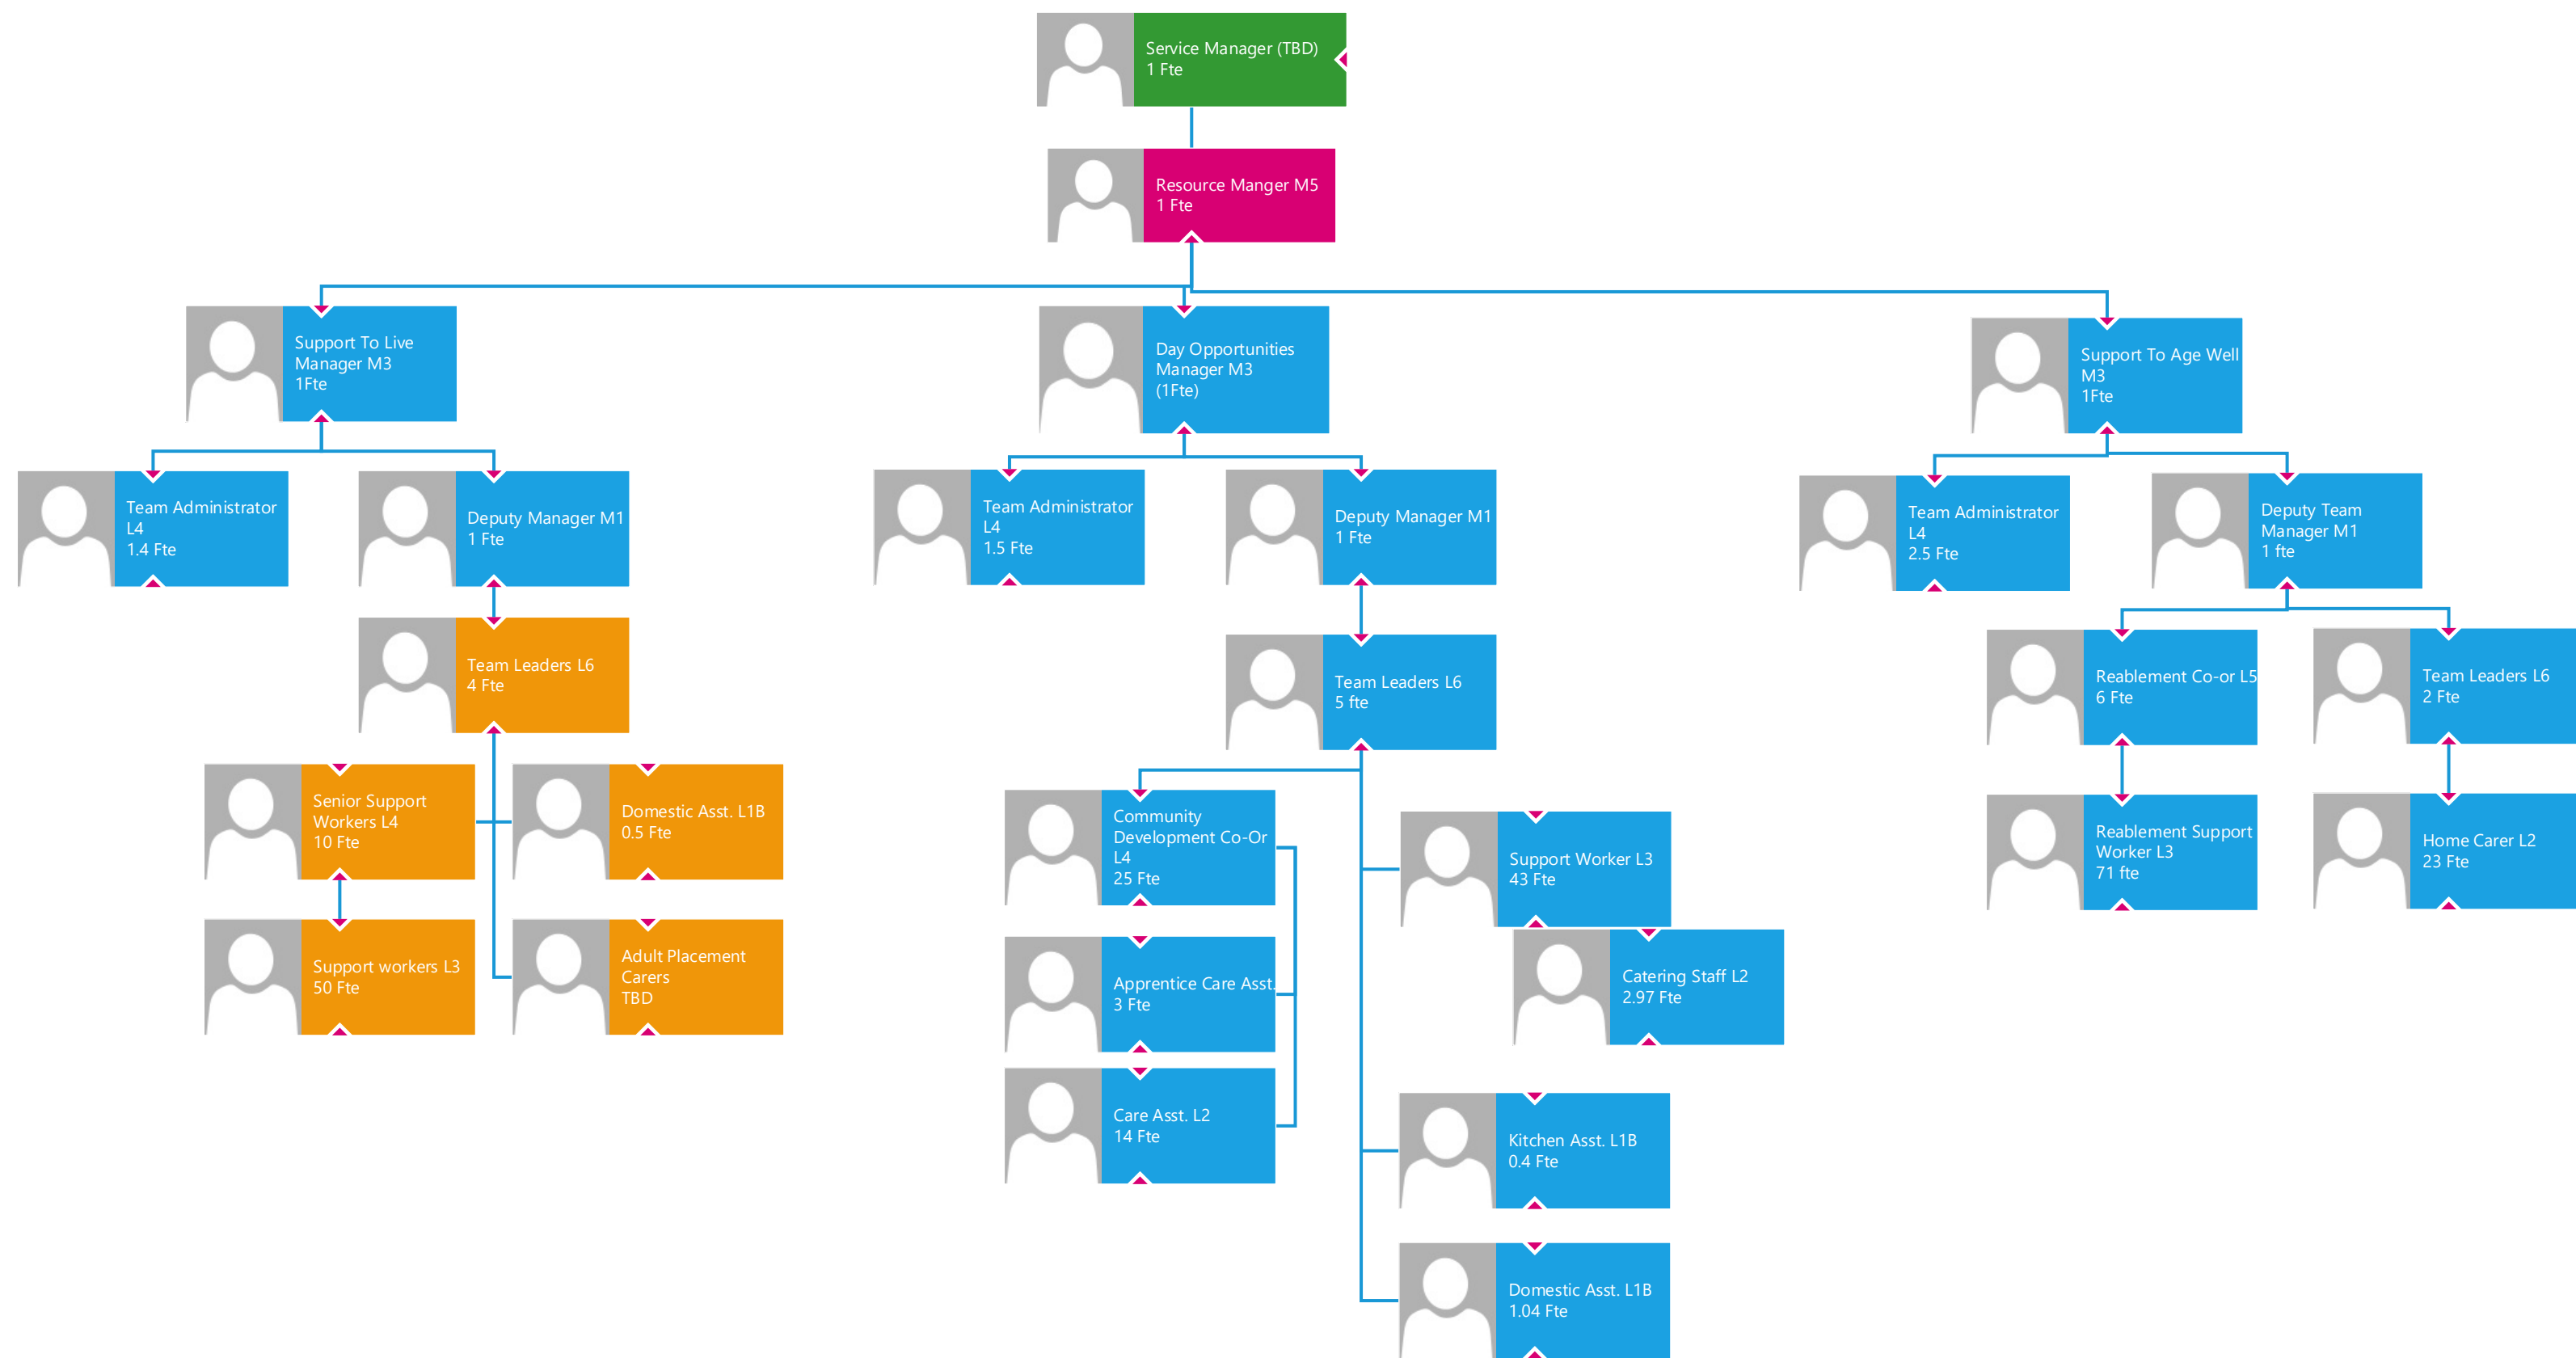 Service Manager (TBD)
1 Fte
Resource Manger M5
1 Fte
Support To Live
Manager M3
1Fte
Day Opportunities
Manager M3
(1Fte)
Support To Age Well
M3
1Fte
Team Administrator
L4
1.4 Fte
Deputy Manager M1
1 Fte
Team Administrator
L4
1.5 Fte
Deputy Manager M1
1 Fte
Team Administrator
L4
2.5 Fte
Deputy Team
Manager M1
1 fte
Team Leaders L6
4 Fte
Team Leaders L6
5 fte
Reablement Co-or L5
6 Fte
Team Leaders L6
2 Fte
Senior Support
Workers L4
10 Fte
Domestic Asst. L1B
0.5 Fte
Community
Development Co-Or
L4
25 Fte
Support Worker L3
43 Fte
Reablement Support
Worker L3
71 fte
Home Carer L2
23 Fte
Support workers L3
50 Fte
Adult Placement
Carers
TBD
Apprentice Care Asst.
3 Fte
Catering Staff L2
2.97 Fte
Care Asst. L2
14 Fte
Kitchen Asst. L1B
0.4 Fte
Domestic Asst. L1B
1.04 Fte